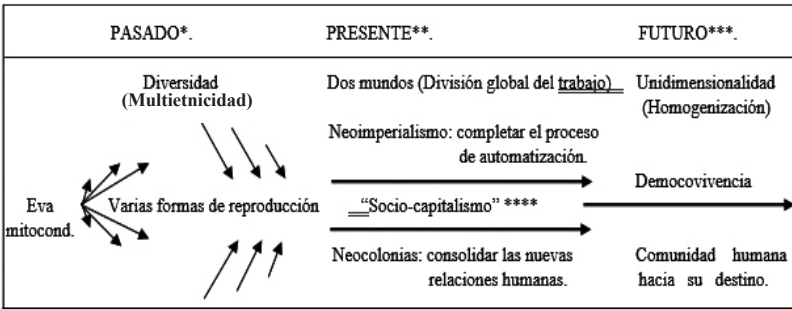 PASADO*. PRESENTE**. FUTURO***.
Diversidad
(Multietnicidad)
Dos mundos (División global del trabajo)
Unidimensionalidad
(Homogenización)
Neoimperialismo: completar el proceso
de automatización.
Eva
mitocond.
Varias formas de reproducción
“Socio-capitalismo” ****
Democovivencia
Neocolonias: consolidar las nuevas
relaciones humanas.
Comunidad humana
hacia su destino.